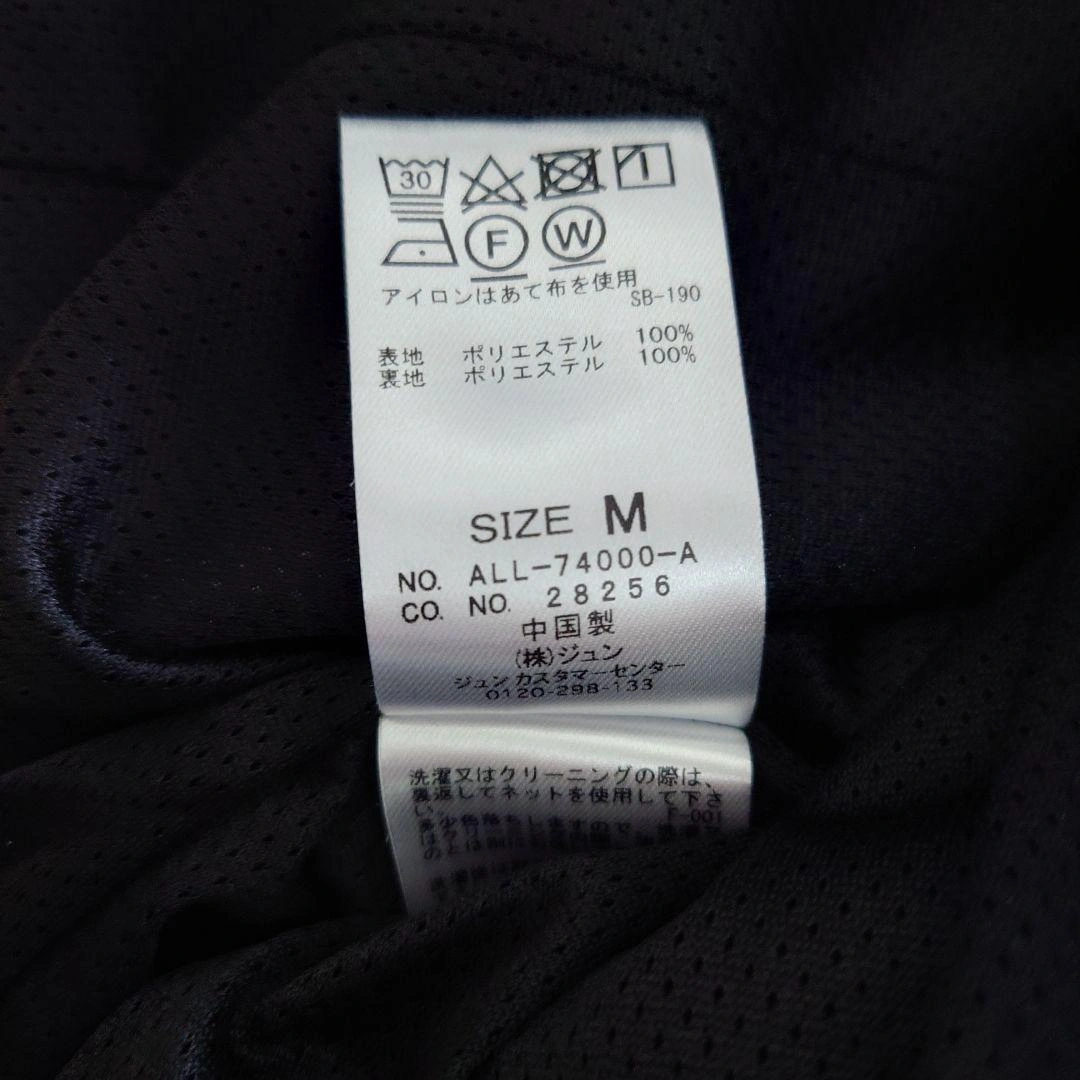 30
F W
アイロンはあて布を使用
SB-190
表地 ポリエステル 100%
裏地 ポリエステル 100%
SIZE M
NO. ALL-74000-A
CO. NO. 28256
中国製
(株)ジュン
ジュン カスタマーセンター
0120-298-133
洗濯又はクリーニングの際は、
裏返してネットを使用して下さ
い。
F-001